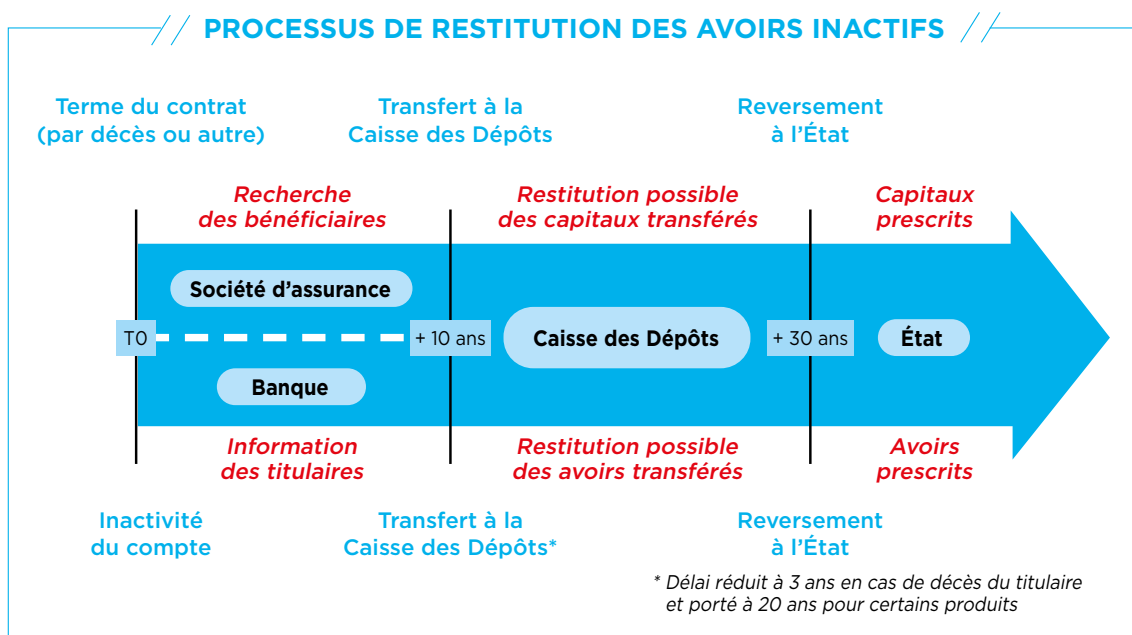 PROCESSUS DE RESTITUTION DES AVOIRS INACTIFS
Terme du contrat
(par décès ou autre)
Transfert à la
Caisse des Dépôts
Reversement
à l'État
Recherche
des bénéficiaires
Restitution possible
des capitaux transférés
Capitaux
prescrits
Société d'assurance
T0
+ 10 ans
Caisse des Dépôts
+ 30 ans
État
Banque
Information
des titulaires
Restitution possible
des avoirs transférés
Avoirs
prescrits
Inactivité
du compte
Transfert à la
Caisse des Dépôts*
Reversement
à l'État
* Délai réduit à 3 ans en cas de décès du titulaire
et porté à 20 ans pour certains produits